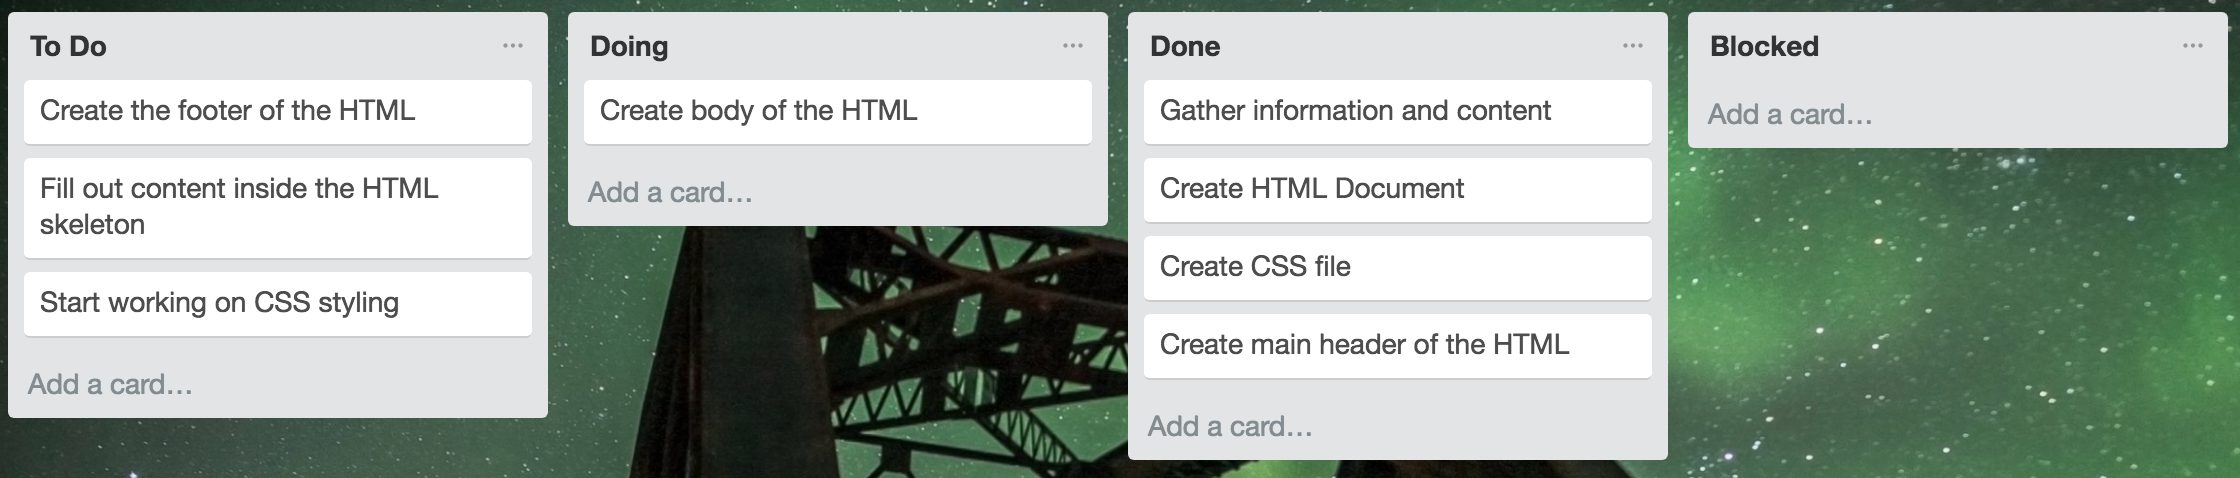 To Do
Create the footer of the HTML
Fill out content inside the HTML
skeleton
Start working on CSS styling
Add a card…
Doing
Create body of the HTML
Add a card…
Done
Gather information and content
Create HTML Document
Create CSS file
Create main header of the HTML
Add a card…
Blocked
Add a card…